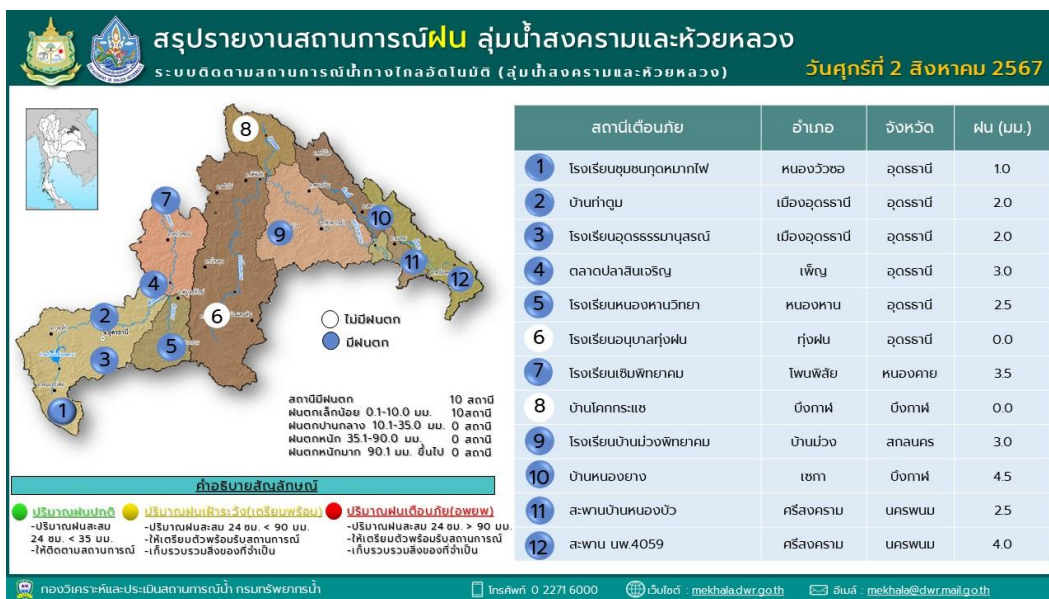 สรุปรายงานสถานการณ์ฝน ลุ่มน้ำสงครามและห้วยหลวง
ระบบติดตามสถานการณ์น้ำทางไกลอัตโนมัติ (ลุ่มน้ำสงครามและห้วยหลวง)
วันศุกร์ที่ 2 สิงหาคม 2567
8
7
10
9
11
12
4
2
6
5
3
1
อ.อุดรธานี
ไม่มีฝนตก
มีฝนตก
สถานีมีฝนตก 10 สถานี
ฝนตกเล็กน้อย 0.1-10.0 มม. 10สถานี
ฝนตกปานกลาง 10.1-35.0 มม. 0 สถานี
ฝนตกหนัก 35.1-90.0 มม. 0 สถานี
ฝนตกหนักมาก 90.1 มม. ขึ้นไป 0 สถานี
คำอธิบายสัญลักษณ์
ปริมาณฝนปกติ
-ปริมาณฝนสะสม
24 ชม. < 35 มม.
-ให้ติดตามสถานการณ์
ปริมาณฝนเฝ้าระวัง(เตรียมพร้อม)
-ปริมาณฝนสะสม 24 ชม. < 90 มม.
-ให้เตรียมตัวพร้อมรับสถานการณ์
-เก็บรวบรวมสิ่งของที่จำเป็น
ปริมาณฝนเตือนภัย(อพยพ)
-ปริมาณฝนสะสม 24 ชม. > 90 มม.
-ให้เตรียมตัวพร้อมรับสถานการณ์
-เก็บรวบรวมสิ่งของที่จำเป็น
สถานีเตือนภัย อำเภอ จังหวัด ฝน (มม.)
1 โรงเรียนชุมชนกุดหมากไฟ หนองวัวซอ อุดรธานี 1.0
2 บ้านท่าตูม เมืองอุดรธานี อุดรธานี 2.0
3 โรงเรียนอุดรธรรมานุสรณ์ เมืองอุดรธานี อุดรธานี 2.0
4 ตลาดปลาสินเจริญ เพ็ญ อุดรธานี 3.0
5 โรงเรียนหนองหานวิทยา หนองหาน อุดรธานี 2.5
6 โรงเรียนอนุบาลทุ่งฝน ทุ่งฝน อุดรธานี 0.0
7 โรงเรียนเซิมพิทยาคม โพนพิสัย หนองคาย 3.5
8 บ้านโคกกระแซ บึงกาฬ บึงกาฬ 0.0
9 โรงเรียนบ้านม่วงพิทยาคม บ้านม่วง สกลนคร 3.0
10 บ้านหนองยาง เซกา บึงกาฬ 4.5
11 สะพานบ้านหนองบัว ศรีสงคราม นครพนม 2.5
12 สะพาน นพ.4059 ศรีสงคราม นครพนม 4.0
กองวิเคราะห์และประเมินสถานการณ์น้ำ กรมทรัพยากรน้ำ
โทรศัพท์ 0 2271 6000
เว็บไซต์ : mekhala.dwr.go.th
อีเมล์ : mekhala@dwr.mail.go.th